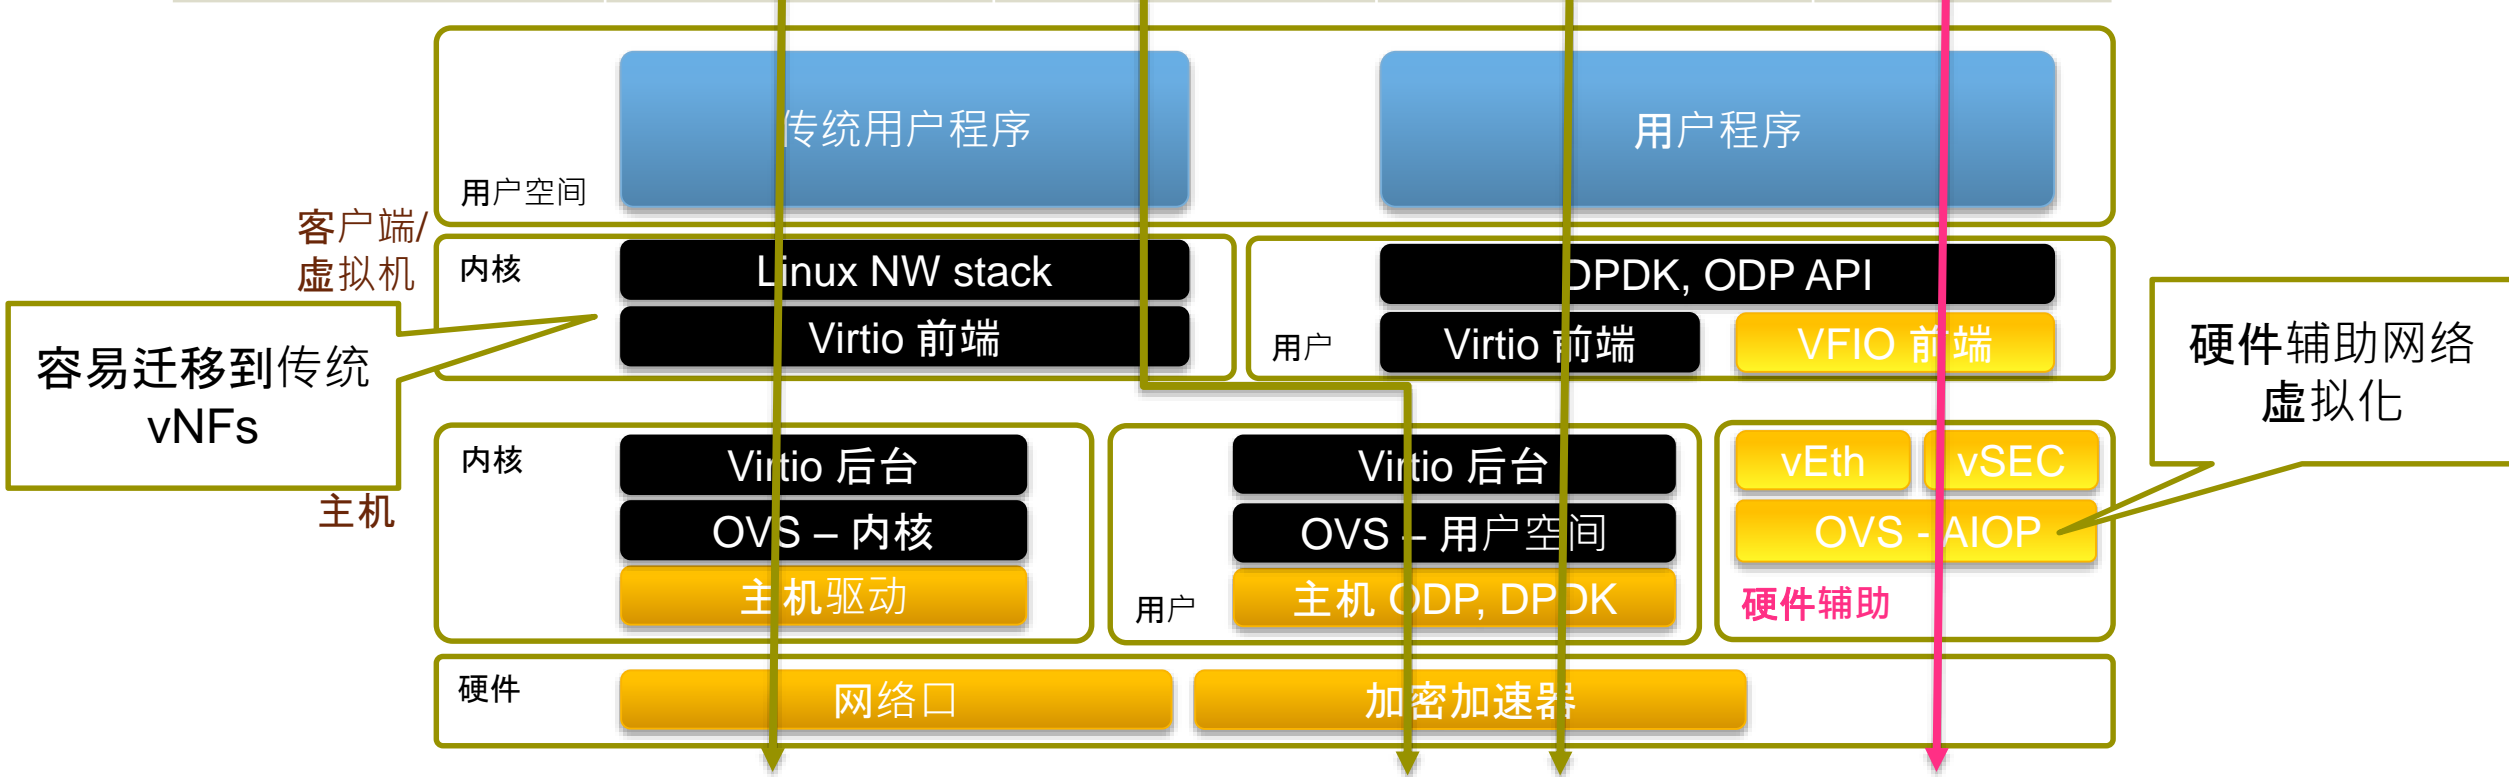 传统用户程序
用户程序
用户空间
客户端/
虚拟机
内核
Linux NW stack
DPDK, ODP API
Virtio 前端
用户
Virtio 前端
VFIO 前端
容易迁移到传统
vNFs
硬件辅助网络
虚拟化
主机
内核
Virtio 后台
OVS – 内核
主机驱动
用户
Virtio 后台
OVS – 用户空间
主机 ODP, DPDK
vEth
vSEC
OVS - AIOP
硬件辅助
硬件
网络口
加密加速器